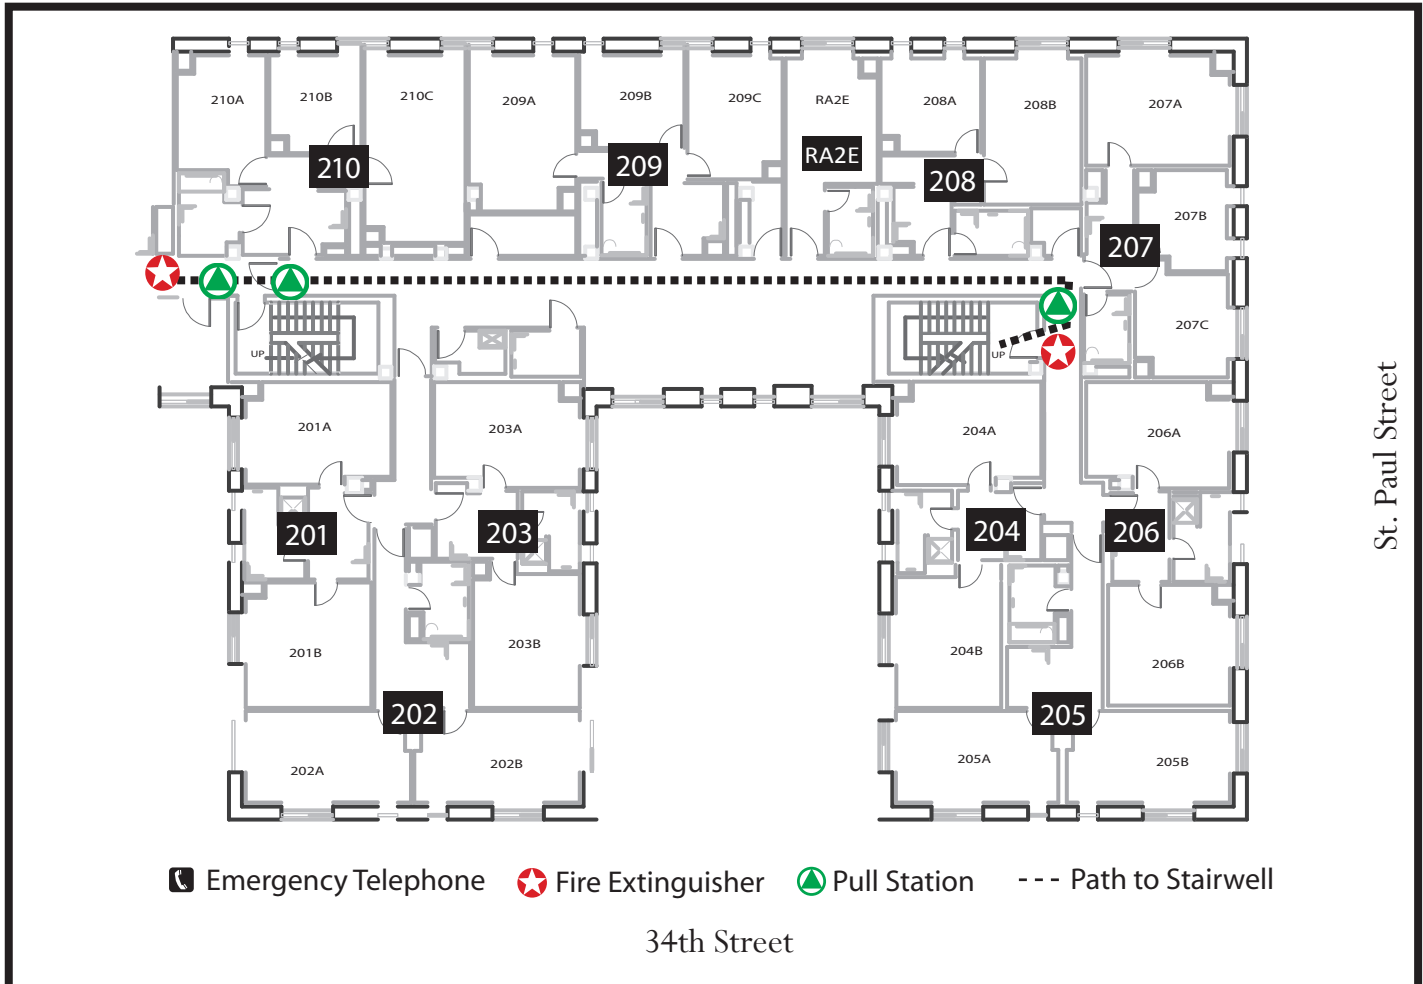 210A
210B
210C
209A
209B
209C
RA2E
208A
208B
207A
210
209
RA2E
208
207B
207
207C
UP
UP
201A
203A
204A
206A
201
203
204
206
201B
203B
204B
206B
202
205
202A
202B
205A
205B
St. Paul Street
Emergency Telephone
Fire Extinguisher
Pull Station
Path to Stairwell
34th Street